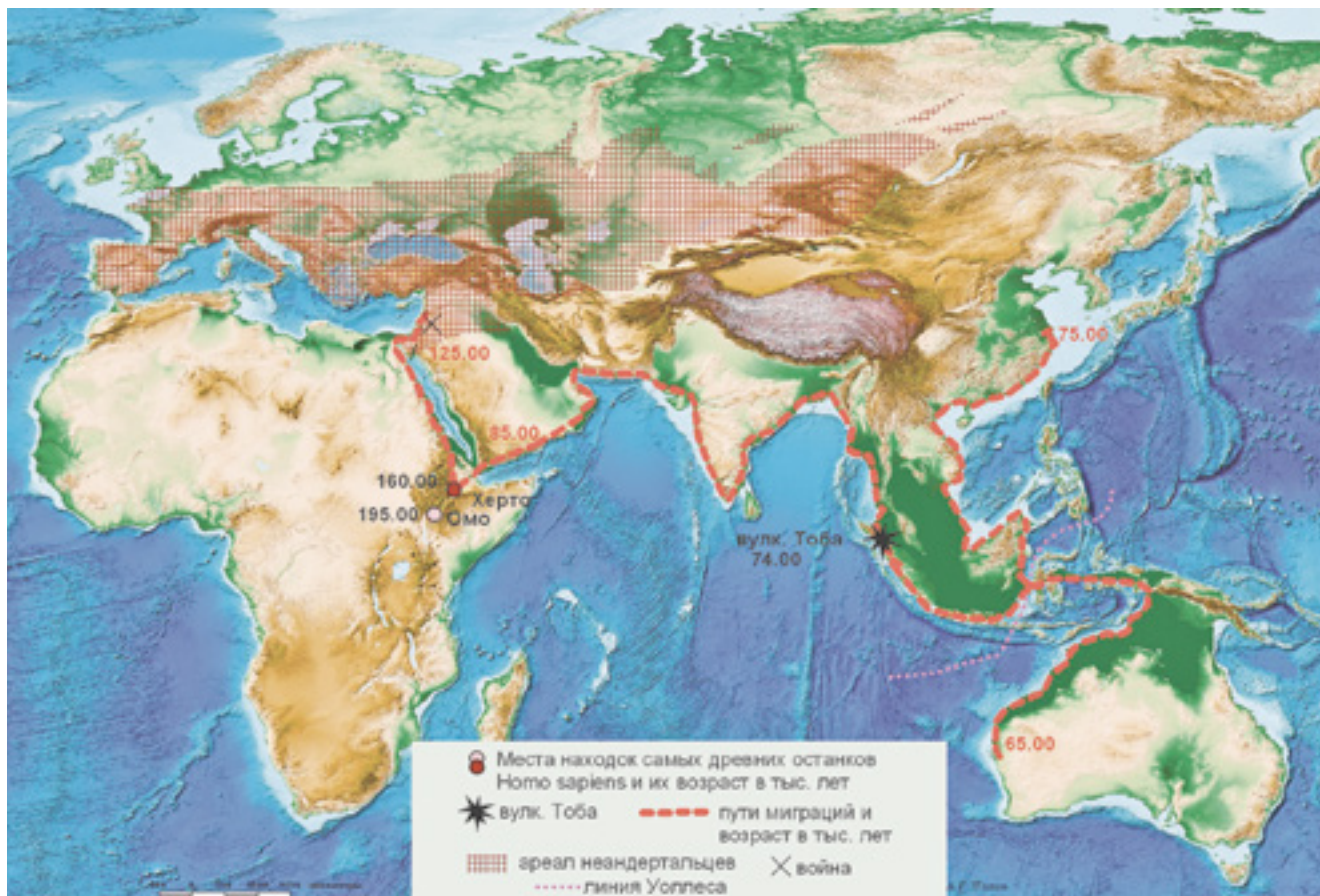 75.00
125.00
85.00
160.00
Херто
195.00
Омо
вулк. Тоба
74.00
65.00
Места находок самых древних останков
Homo sapiens и их возраст в тыс. лет
вулк. Тоба
пути миграций и
возраст в тыс. лет
ареал неандертальцев
война
линия Уоллеса